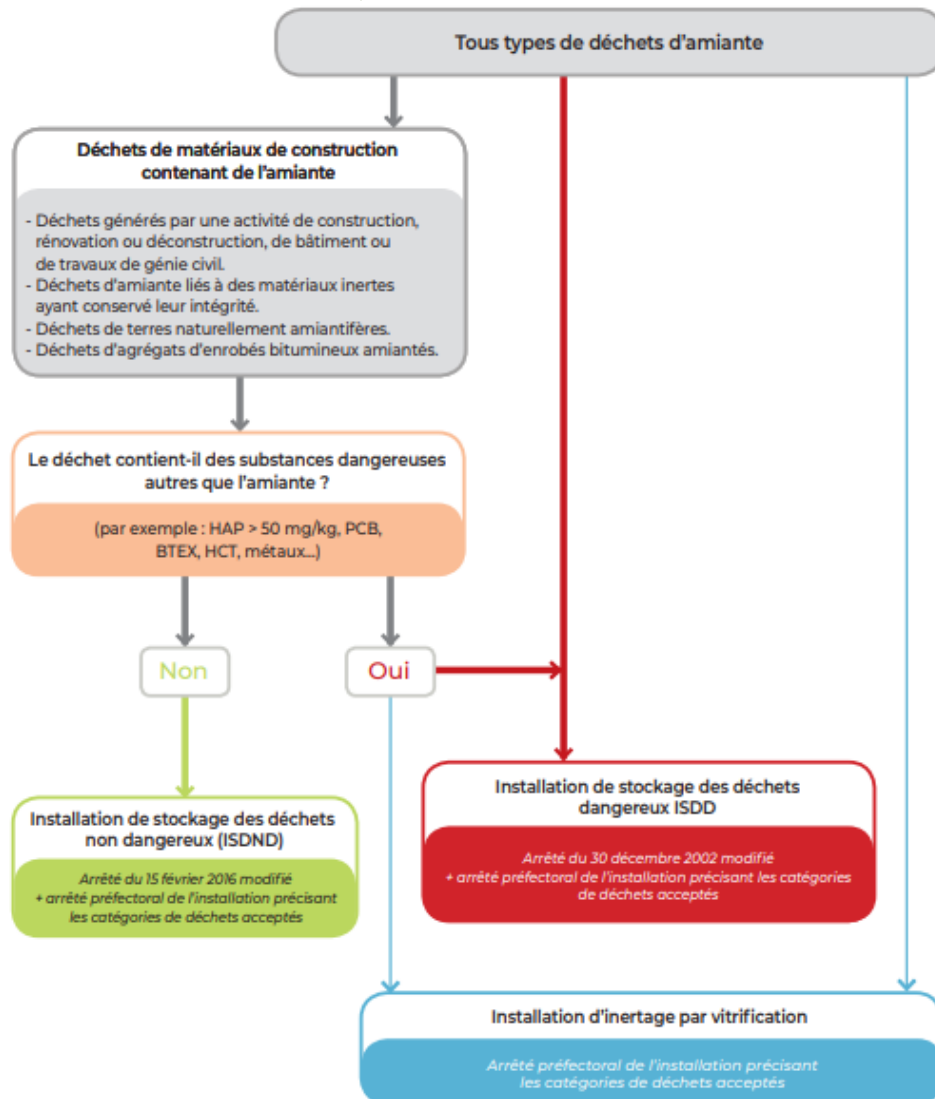 Tous types de déchets d'amiante
Déchets de matériaux de construction
contenant de l'amiante
- Déchets générés par une activité de construction,
rénovation ou déconstruction, de bâtiment ou
de travaux de génie civil.
- Déchets d'amiante liés à des matériaux inertes
ayant conservé leur intégrité.
- Déchets de terres naturellement amiantifères.
- Déchets d'agrégats d'enrobés bitumineux amiantés.
Le déchet contient-il des substances dangereuses
autres que l'amiante ?
(par exemple : HAP > 50 mg/kg, PCB,
BTEX, HCT, métaux...)
Non
Oui
Installation de stockage des déchets
non dangereux (ISDND)
Arrêté du 15 février 2016 modifié
+ arrêté préfectoral de l'installation précisant
les catégories de déchets acceptés
Installation de stockage des déchets
dangereux ISDD
Arrêté du 30 décembre 2002 modifié
+ arrêté préfectoral de l'installation précisant les catégories
de déchets acceptés
Installation d'inertage par vitrification
Arrêté préfectoral de l'installation précisant
les catégories de déchets acceptés